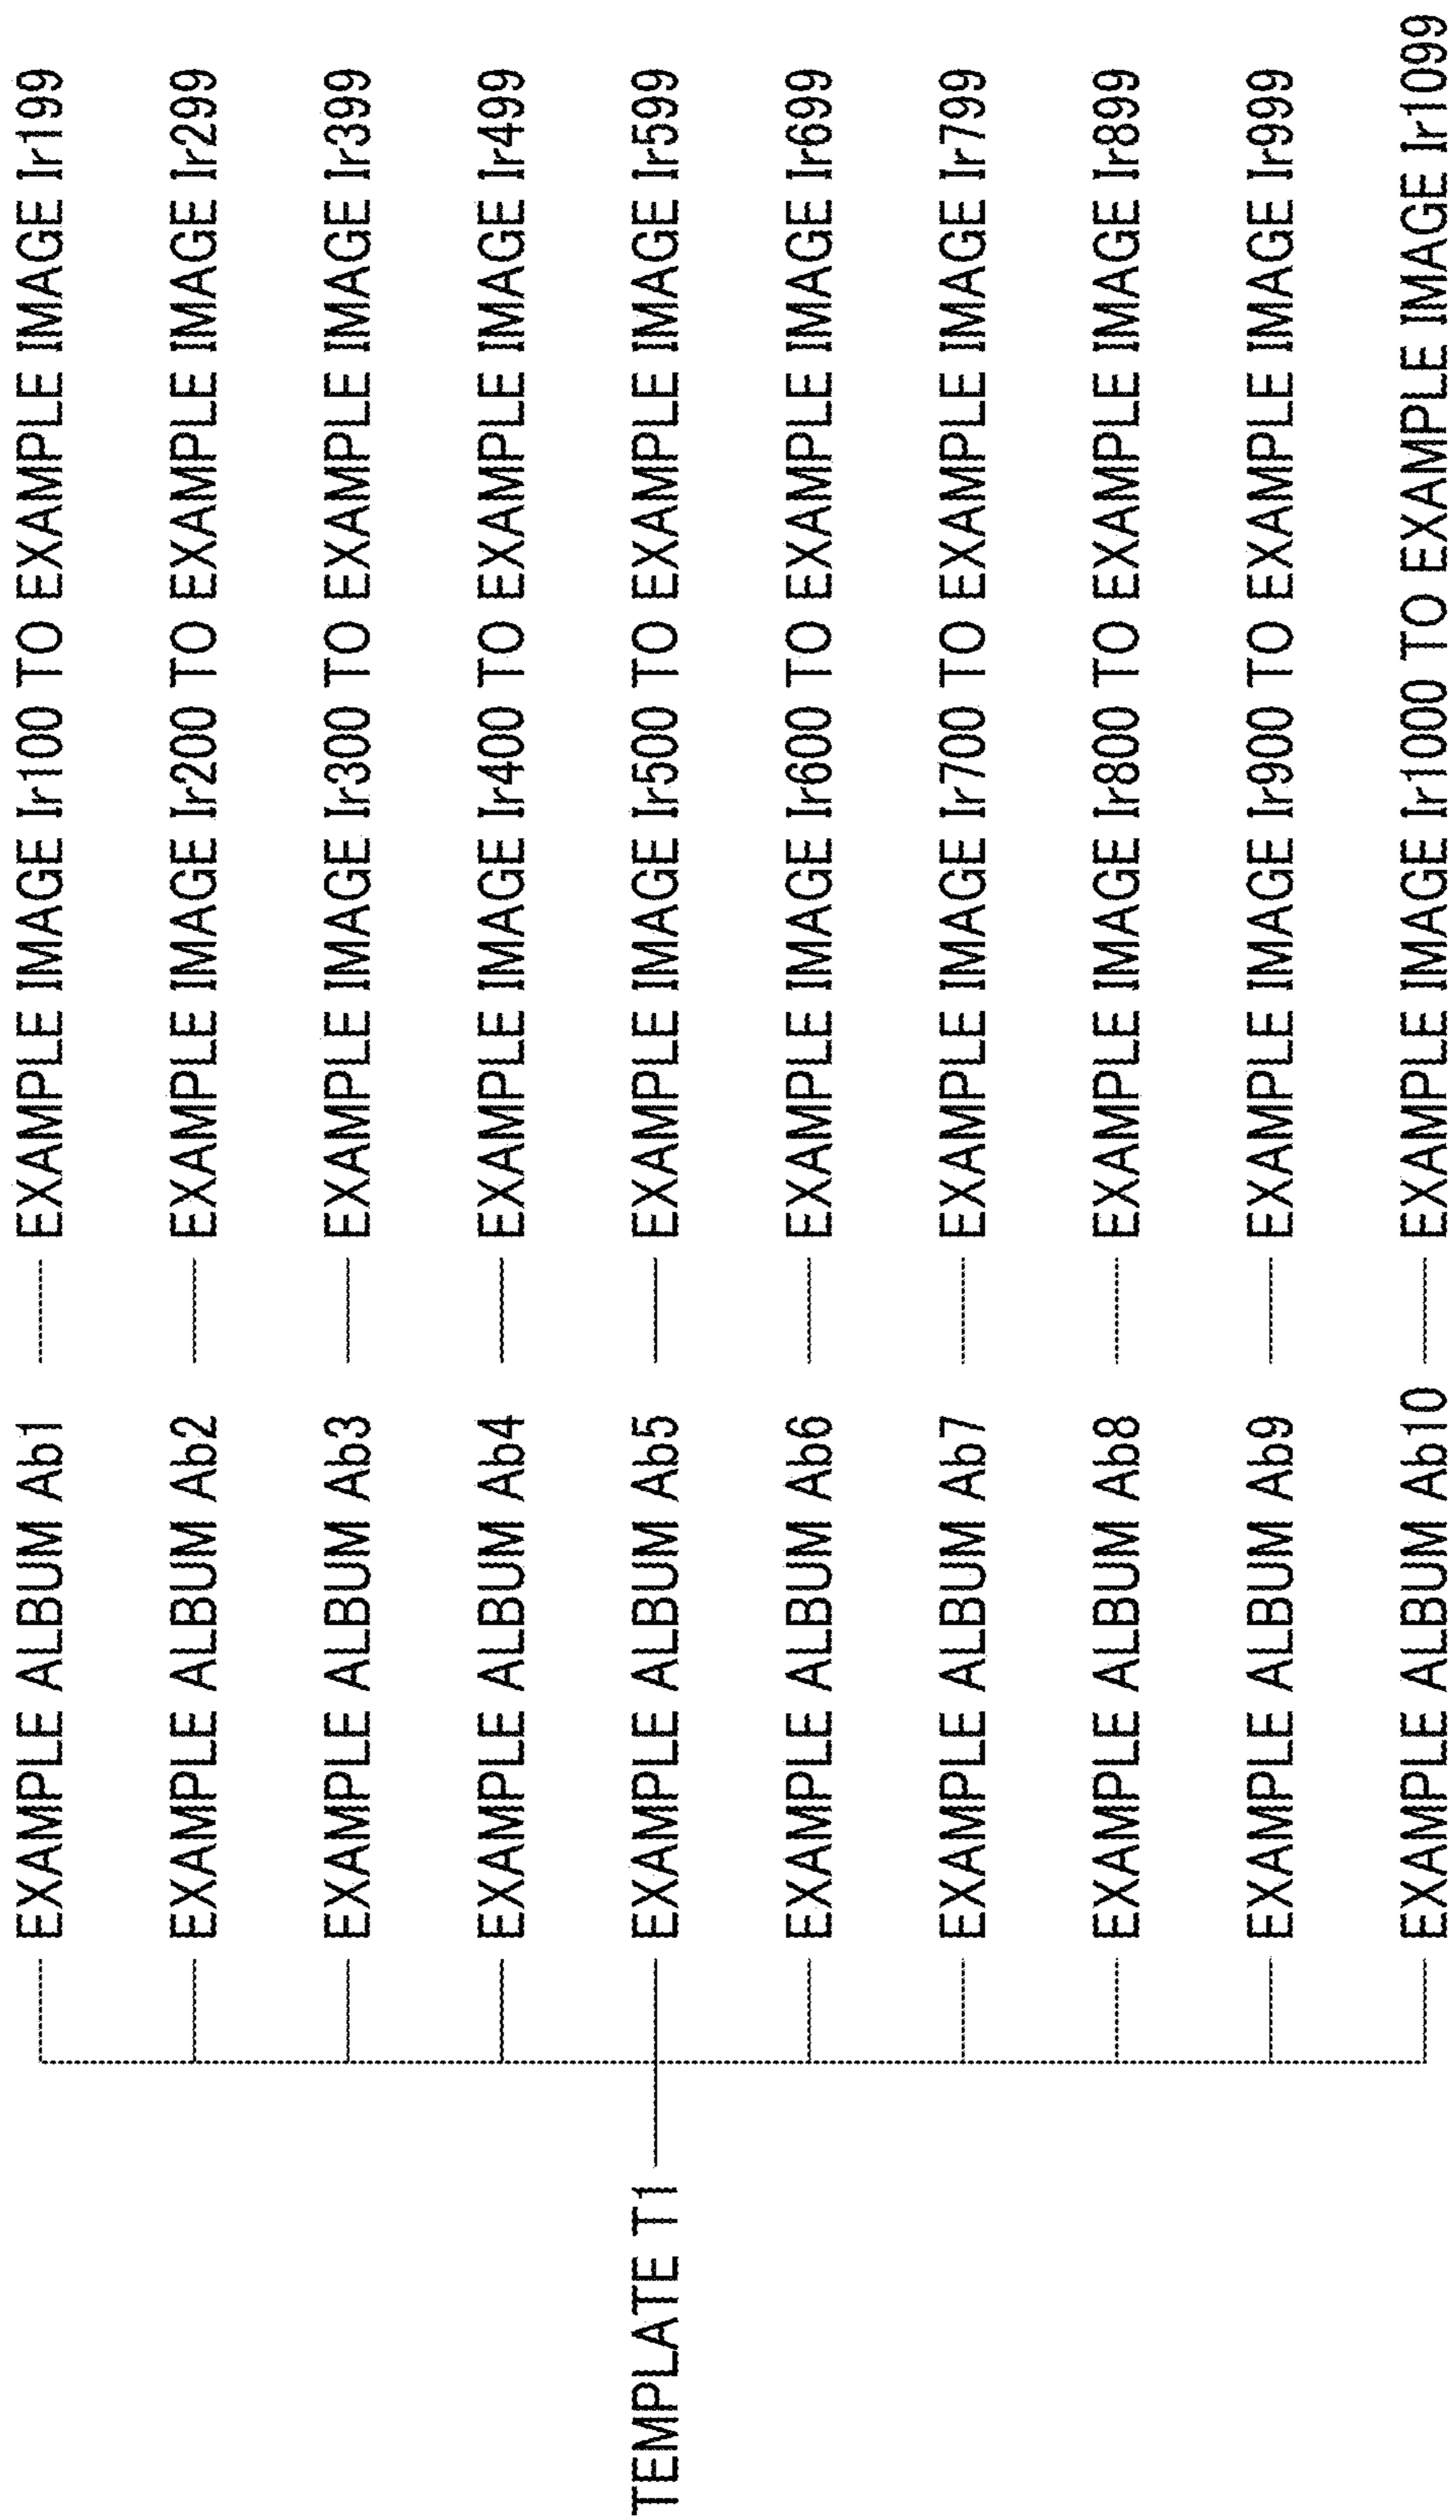 EXAMPLE ALBUM Ab1 EXAMPLE IMAGE Ir100 TO EXAMPLE IMAGE Ir199
EXAMPLE ALBUM Ab2 EXAMPLE IMAGE Ir200 TO EXAMPLE IMAGE Ir299
EXAMPLE ALBUM Ab3 EXAMPLE IMAGE Ir300 TO EXAMPLE IMAGE Ir399
EXAMPLE ALBUM Ab4 EXAMPLE IMAGE Ir400 TO EXAMPLE IMAGE Ir499
TEMPLATE T1 EXAMPLE ALBUM Ab5 EXAMPLE IMAGE Ir500 TO EXAMPLE IMAGE Ir599
EXAMPLE ALBUM Ab6 EXAMPLE IMAGE Ir600 TO EXAMPLE IMAGE Ir699
EXAMPLE ALBUM Ab7 EXAMPLE IMAGE Ir700 TO EXAMPLE IMAGE Ir799
EXAMPLE ALBUM Ab8 EXAMPLE IMAGE Ir800 TO EXAMPLE IMAGE Ir899
EXAMPLE ALBUM Ab9 EXAMPLE IMAGE Ir900 TO EXAMPLE IMAGE Ir999
EXAMPLE ALBUM Ab10 EXAMPLE IMAGE Ir1000 TO EXAMPLE IMAGE Ir1099